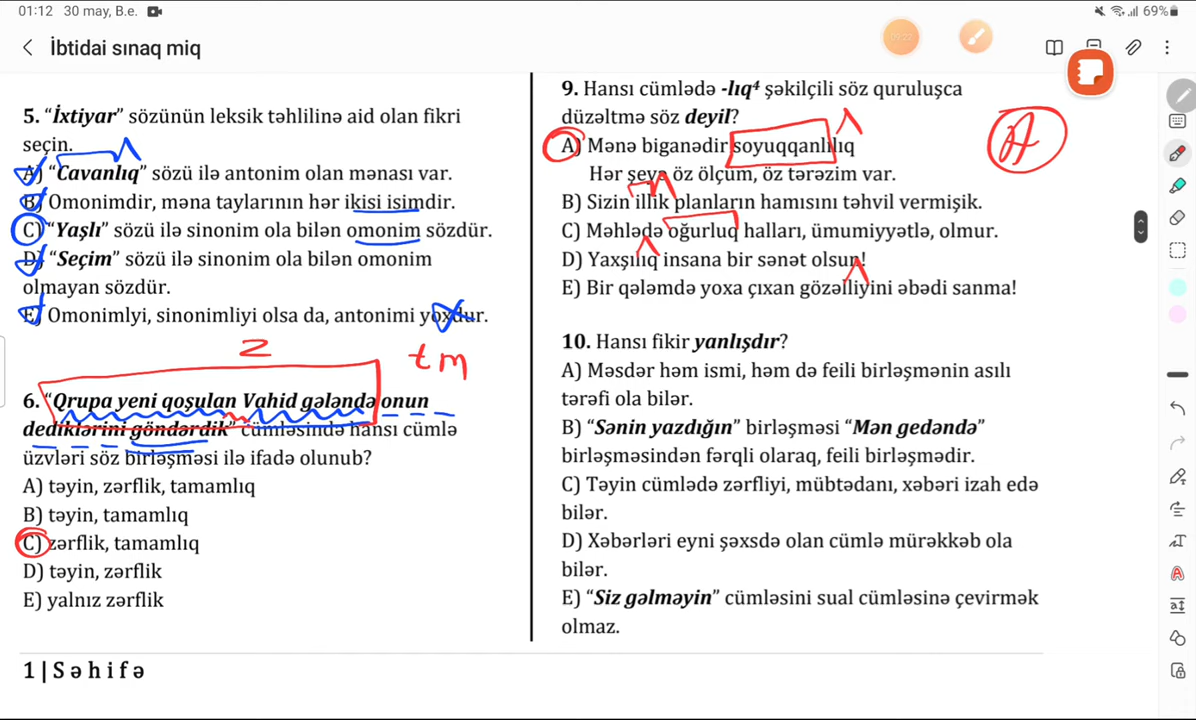 01:12 30 may, B.e. 69%
İbtidai sınaq miq
09:22
5. “İxtiyar” sözünün leksik təhlilinə aid olan fikri
seçin.
A) “Cavanlıq” sözü ilə antonim olan mənası var.
B) Omonimdir, məna taylarının hər ikisi isimdir.
C) “Yaşlı” sözü ilə sinonim ola bilən omonim sözdür.
D) “Seçim” sözü ilə sinonim ola bilən omonim
olmayan sözdür.
E) Omonimlyi, sinonimliyi olsa da, antonimi yoxdur.
z
t m
6. “Qrupa yeni qoşulan Vahid gələndə onun
dediklərini göndərdik” cümləsində hansı cümlə
üzvləri söz birləşməsi ilə ifadə olunub?
A) təyin, zərflik, tamamlıq
B) təyin, tamamlıq
C) zərflik, tamamlıq
D) təyin, zərflik
E) yalnız zərflik
9. Hansı cümlədə -lıq⁴ şəkilçili söz quruluşca
düzəltmə söz deyil?
A) Mənə biganədir soyuqqanlılıq
Hər şeyə öz ölçüm, öz tərəzim var.
B) Sizin illik planların hamısını təhvil vermişik.
C) Məhlədə oğurluq halları, ümumiyyətlə, olmur.
D) Yaxşılıq insana bir sənət olsun!
E) Bir qələmdə yoxa çıxan gözəlliyini əbədi sanma!
A
10. Hansı fikir yanlışdır?
A) Məsdər həm ismi, həm də feili birləşmənin asılı
tərəfi ola bilər.
B) “Sənin yazdığın” birləşməsi “Mən gedəndə”
birləşməsindən fərqli olaraq, feili birləşmədir.
C) Təyin cümlədə zərfliyi, mübtədanı, xəbəri izah edə
bilər.
D) Xəbərləri eyni şəxsdə olan cümlə mürəkkəb ola
bilər.
E) “Siz gəlməyin” cümləsini sual cümləsinə çevirmək
olmaz.
1 | S ə h i f ə